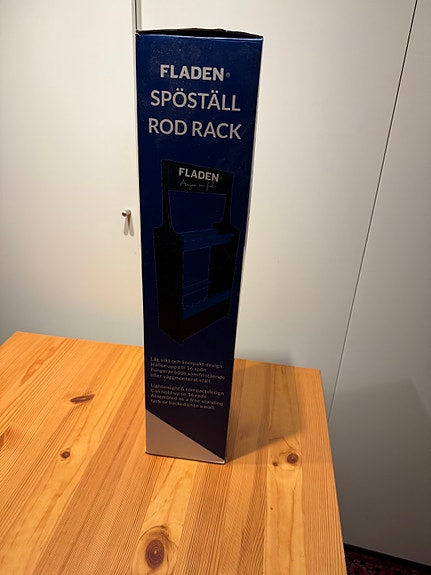 FLADEN®
SPÖSTÄLL
ROD RACK
FLADEN®
Låg vikt och kompakt design
Håller upp till 16 spön
Fungerar både som fristående
eller väggmonterat ställ.
Lightweight & compact design
Can hold up to 16 rods
Assembled as a free standing
rack or backed onto a wall.